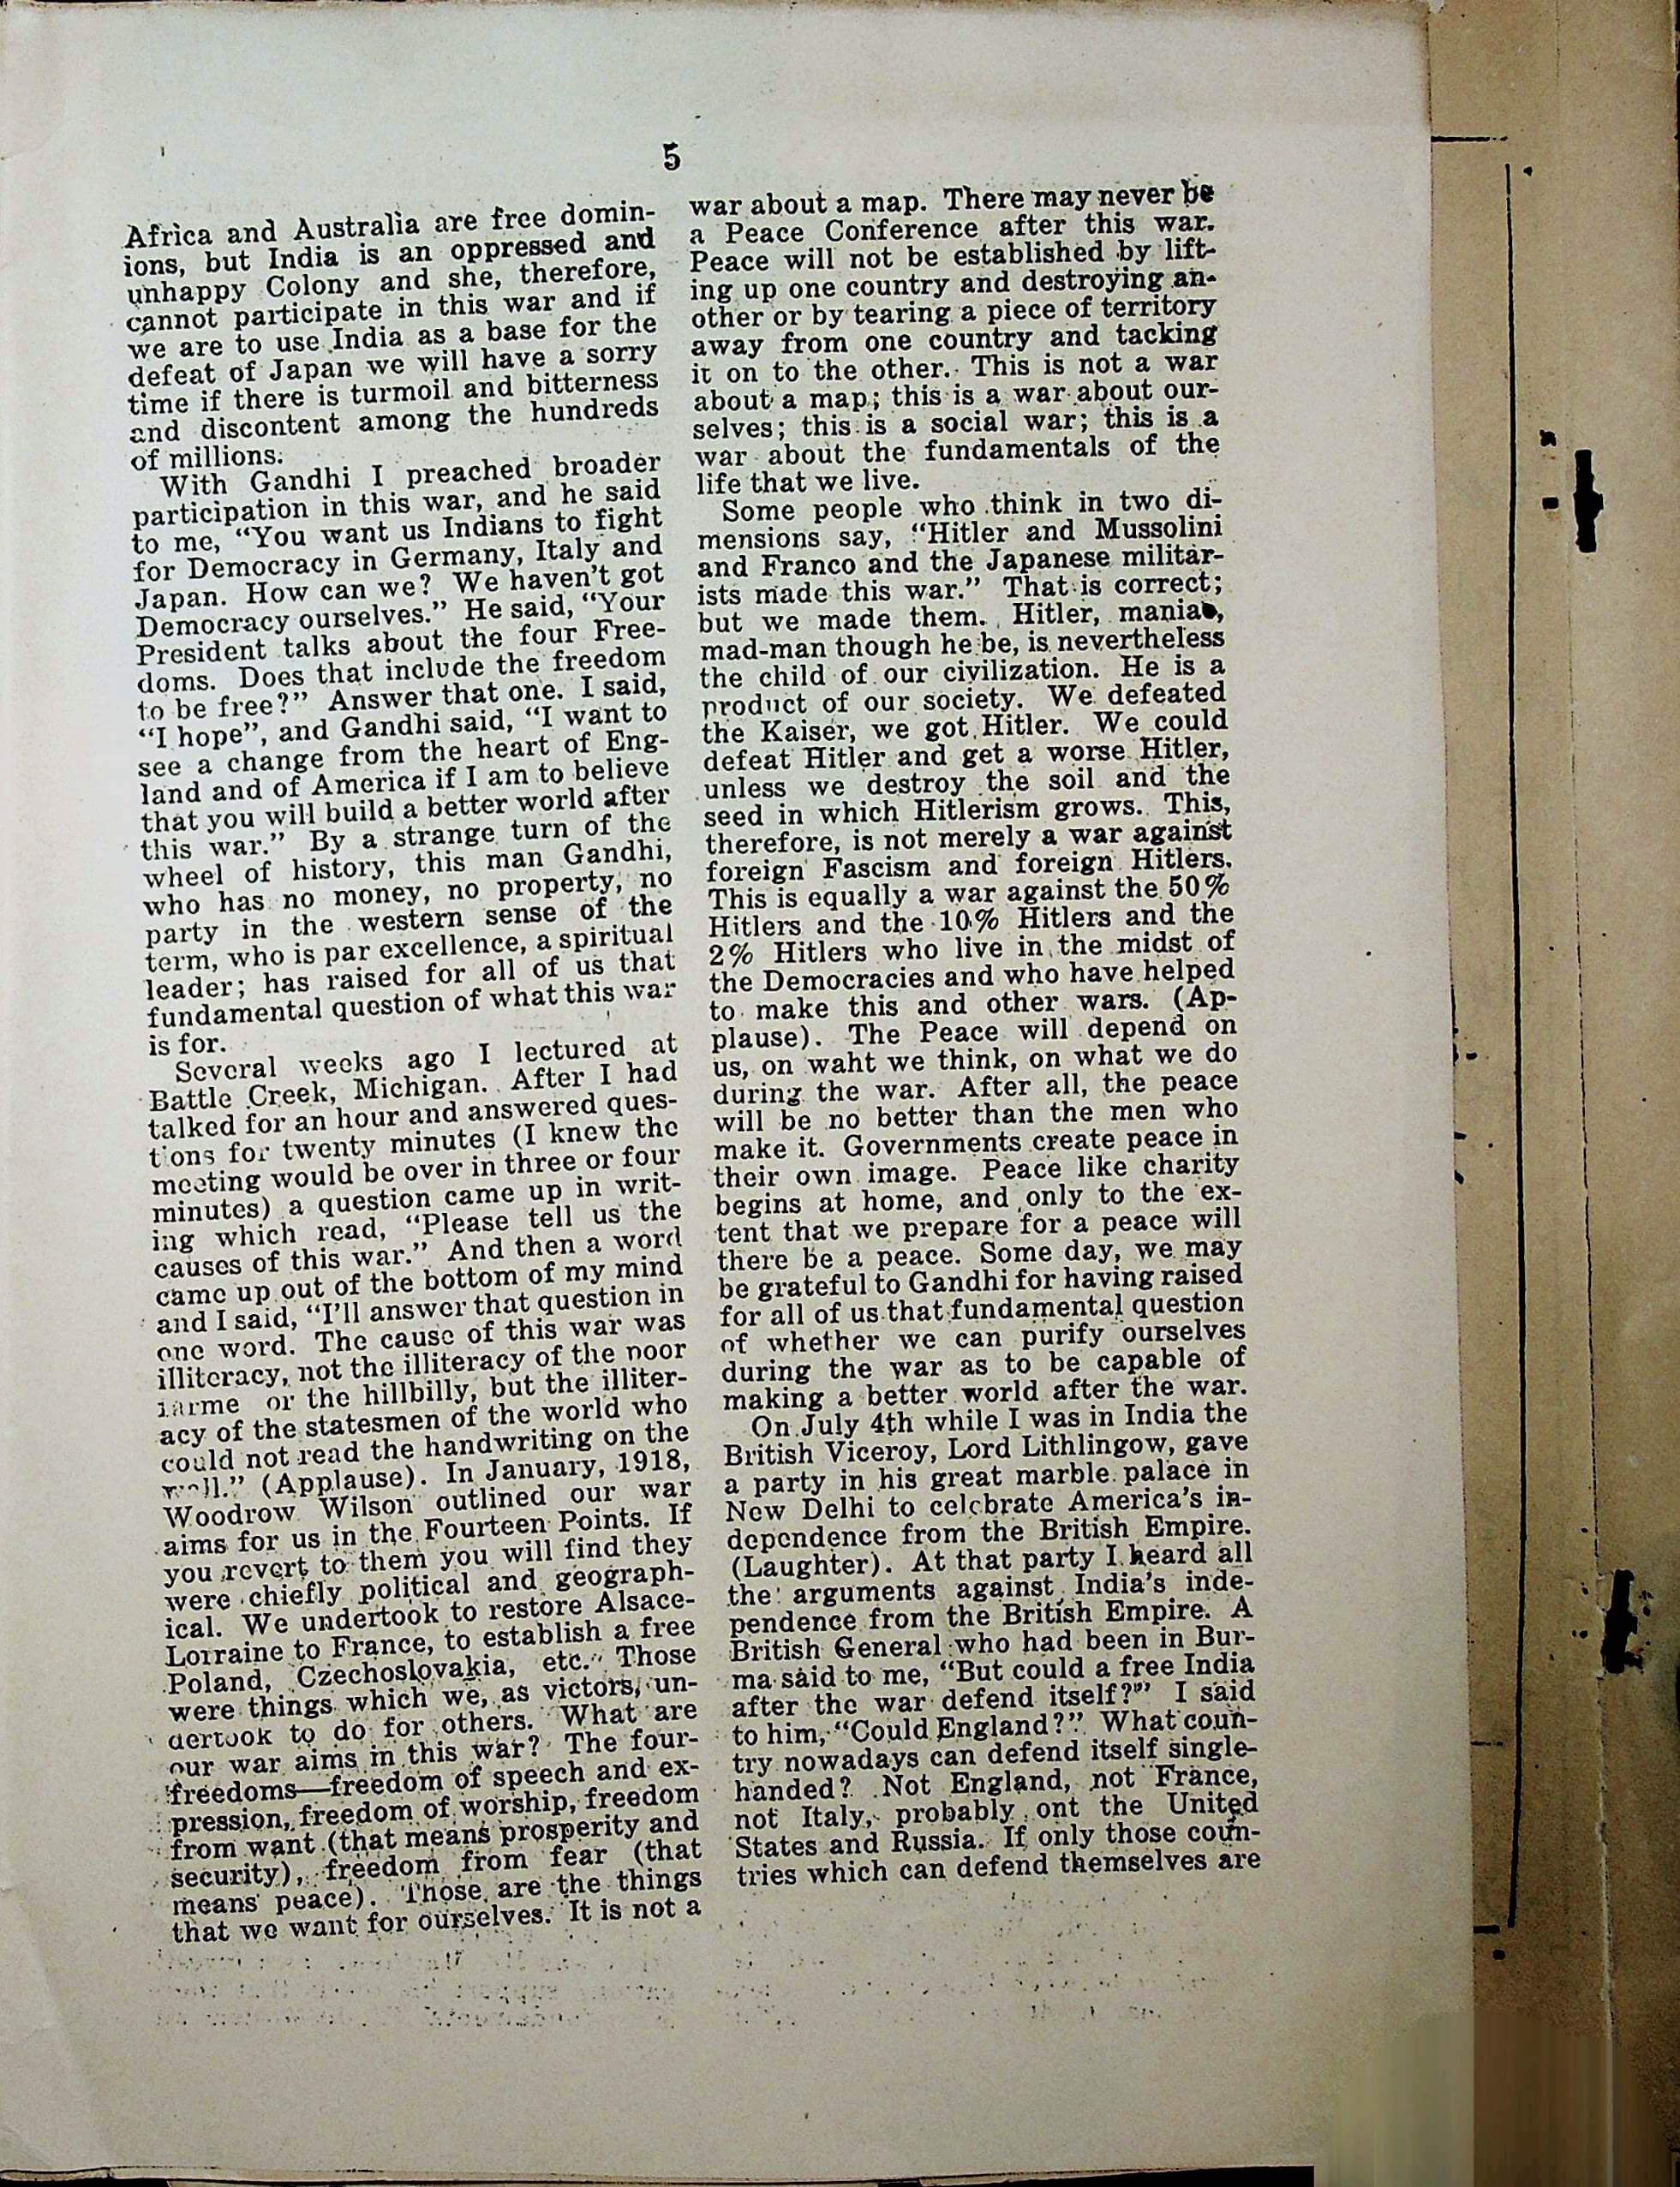 5
Africa and Australia are free domin-
ions, but India is an oppressed and
unhappy Colony and she, therefore,
cannot participate in this war and if
we are to use India as a base for the
defeat of Japan we will have a sorry
time if there is turmoil and bitterness
and discontent among the hundreds
of millions.
With Gandhi I preached broader
participation in this war, and he said
to me, “You want us Indians to fight
for Democracy in Germany, Italy and
Japan. How can we? We haven't got
Democracy ourselves.” He said, “Your
President talks about the four Free-
doms. Does that include the freedom
to be free?” Answer that one. I said,
“I hope”, and Gandhi said, “I want to
see a change from the heart of Eng-
land and of America if I am to believe
that you will build a better world after
this war.” By a strange turn of the
wheel of history, this man Gandhi,
who has no money, no property, no
party in the western sense of the
term, who is par excellence, a spiritual
leader; has raised for all of us that
fundamental question of what this war
is for.
Several weeks ago I lectured at
Battle Creek, Michigan. After I had
talked for an hour and answered ques-
tions for twenty minutes (I knew the
meeting would be over in three or four
minutes) a question came up in writ-
ing which read, “Please tell us the
causes of this war.” And then a word
came up out of the bottom of my mind
and I said, “I'll answer that question in
one word. The cause of this war was
illiteracy, not the illiteracy of the poor
or the hillbilly, but the illiter-
acy of the statesmen of the world who
could not read the handwriting on the
wall.” (Applause). In January, 1918,
Woodrow Wilson outlined our war
aims for us in the Fourteen Points. If
you revert to them you will find they
were chiefly political and geograph-
ical. We undertook to restore Alsace-
Lorraine to France, to establish a free
Poland, Czechoslovakia, etc. Those
were things which we, as victors, un-
dertook to do for others. What are
our war aims in this war? The four-
freedoms—freedom of speech and ex-
pression, freedom of worship, freedom
from want (that means prosperity and
security), freedom from fear (that
means peace). Those are the things
that we want for ourselves. It is not a
war about a map. There may never be
a Peace Conference after this war.
Peace will not be established by lift-
ing up one country and destroying an-
other or by tearing a piece of territory
away from one country and tacking
it on to the other. This is not a war
about a map; this is a war about our-
selves; this is a social war; this is a
war about the fundamentals of the
life that we live.
Some people who think in two di-
mensions say, “Hitler and Mussolini
and Franco and the Japanese militar-
ists made this war.” That is correct;
but we made them. Hitler, maniac,
mad-man though he be, is nevertheless
the child of our civilization. He is a
product of our society. We defeated
the Kaiser, we got Hitler. We could
defeat Hitler and get a worse Hitler,
unless we destroy the soil and the
seed in which Hitlerism grows. This,
therefore, is not merely a war against
foreign Fascism and foreign Hitlers.
This is equally a war against the 50%
Hitlers and the 10% Hitlers and the
2% Hitlers who live in the midst of
the Democracies and who have helped
to make this and other wars. (Ap-
plause). The Peace will depend on
us, on waht we think, on what we do
during the war. After all, the peace
will be no better than the men who
make it. Governments create peace in
their own image. Peace like charity
begins at home, and only to the ex-
tent that we prepare for a peace will
there be a peace. Some day, we may
be grateful to Gandhi for having raised
for all of us that fundamental question
of whether we can purify ourselves
during the war as to be capable of
making a better world after the war.
On July 4th while I was in India the
British Viceroy, Lord Lithlingow, gave
a party in his great marble palace in
New Delhi to celebrate America's in-
dependence from the British Empire.
(Laughter). At that party I heard all
the arguments against India's inde-
pendence from the British Empire. A
British General who had been in Bur-
ma said to me, “But could a free India
after the war defend itself?” I said
to him, “Could England?” What coun-
try nowadays can defend itself single-
handed? Not England, not France,
not Italy, probably ont the United
States and Russia. If only those coun-
tries which can defend themselves are